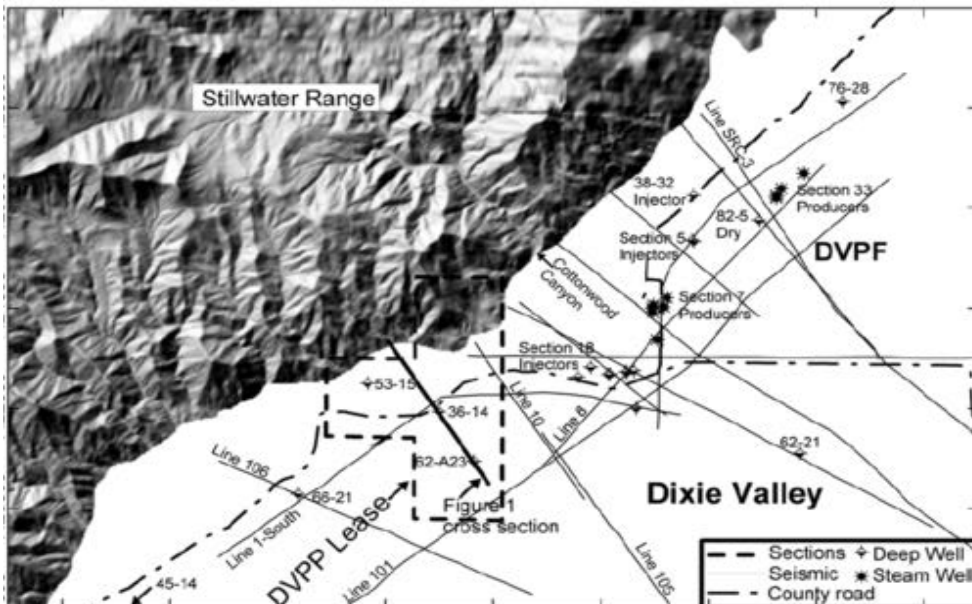 Stillwater Range
76-28
Line SRC-3
38-32
Injector
Section 33
Producers
82-5
Dry
Section 5
Injectors
DVPF
Cottonwood
Canyon
Section 7
Producers
Section 18
Injectors
53-15
36-14
Line 10
Line 8
62-A23
62-21
Line 106
66-21
Dixie Valley
Figure 1
cross section
Line 1-South
DVPP Lease
Line 101
Line 105
45-14
Sections
Deep Well
Seismic
Steam Well
County road